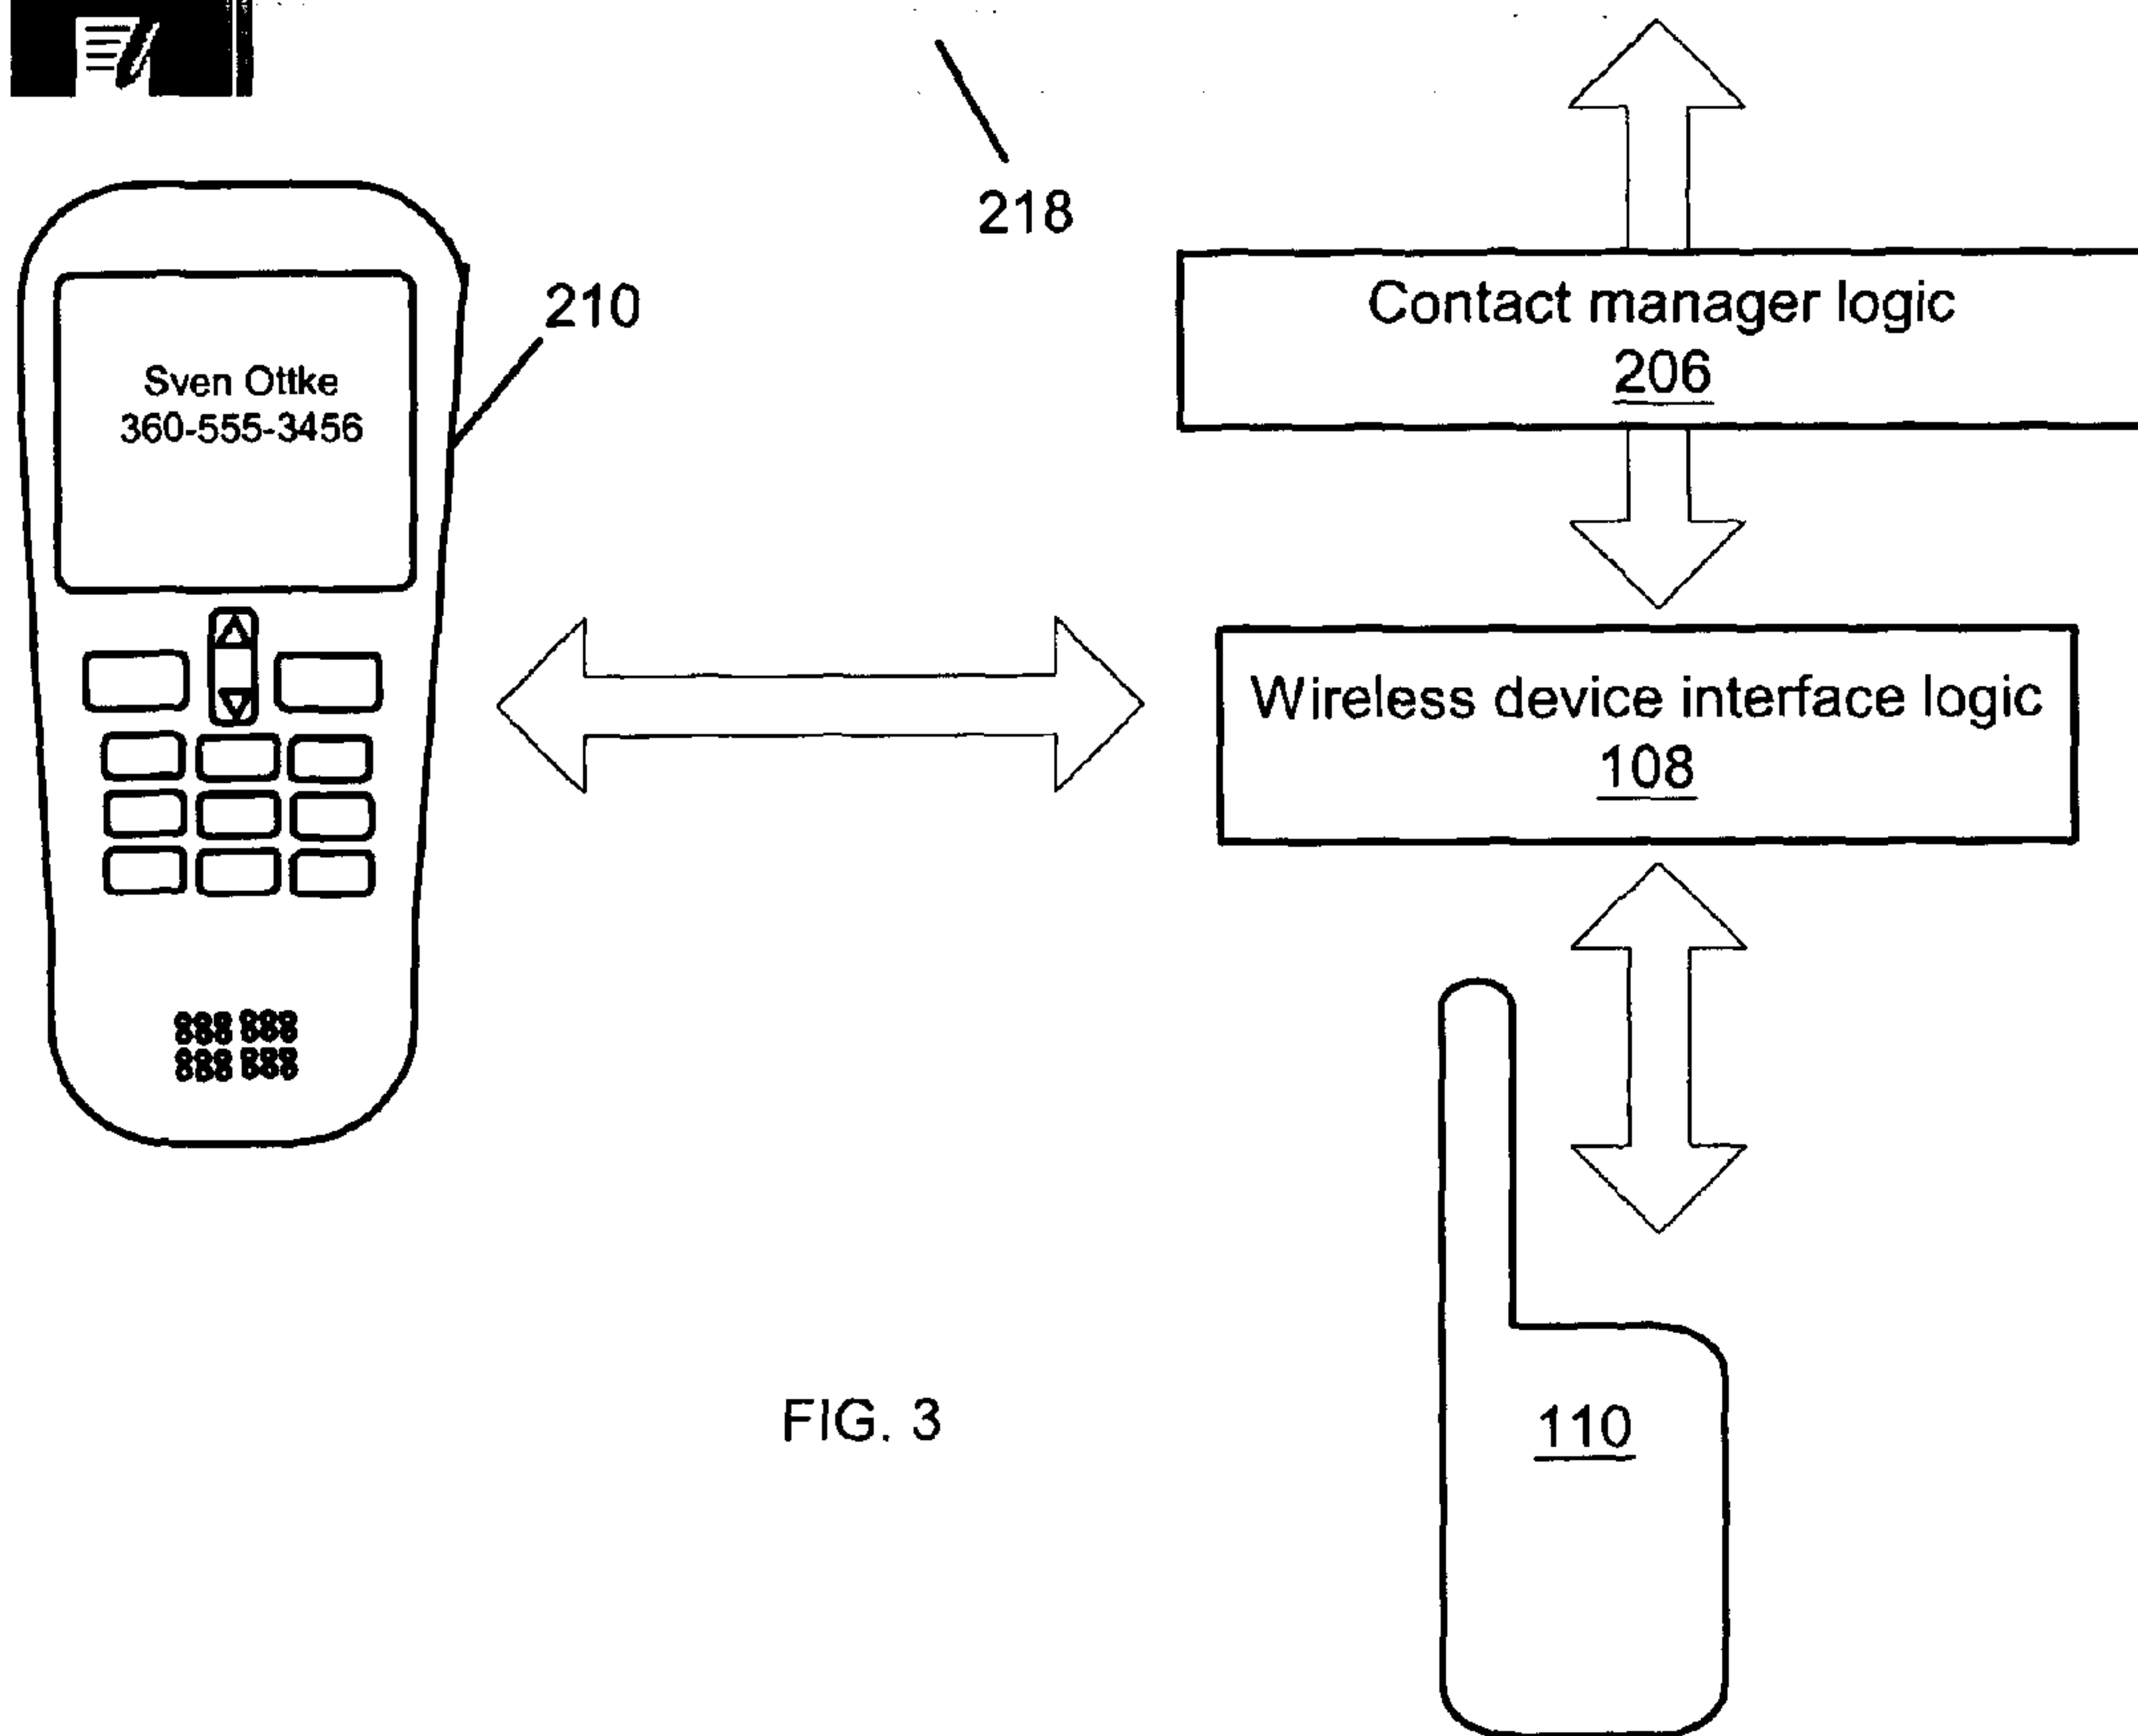 218
210
Sven Ottke
360-555-3456
Contact manager logic
206
Wireless device interface logic
108
FIG. 3
110